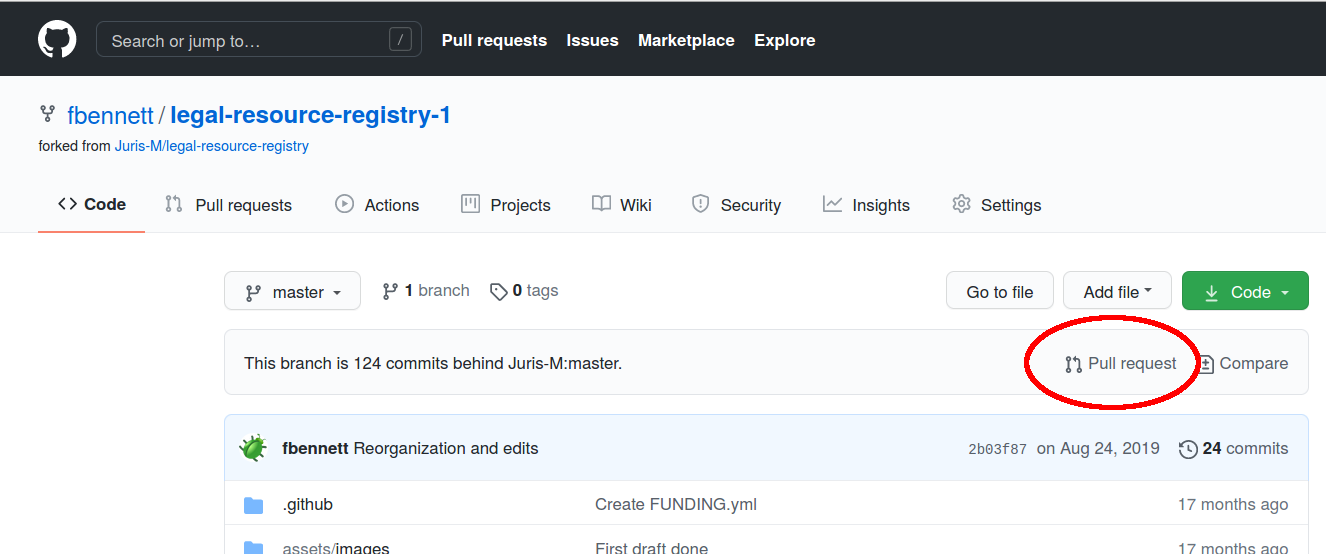 Search or jump to… /
Pull requests Issues Marketplace Explore
fbennett / legal-resource-registry-1
forked from Juris-M/legal-resource-registry
Code Pull requests Actions Projects Wiki Security Insights Settings
master 1 branch 0 tags Go to file Add file Code
This branch is 124 commits behind Juris-M:master. Pull request Compare
fbennett Reorganization and edits 2b03f87 on Aug 24, 2019 24 commits
.github Create FUNDING.yml 17 months ago
assets/images First draft done 17 months ago